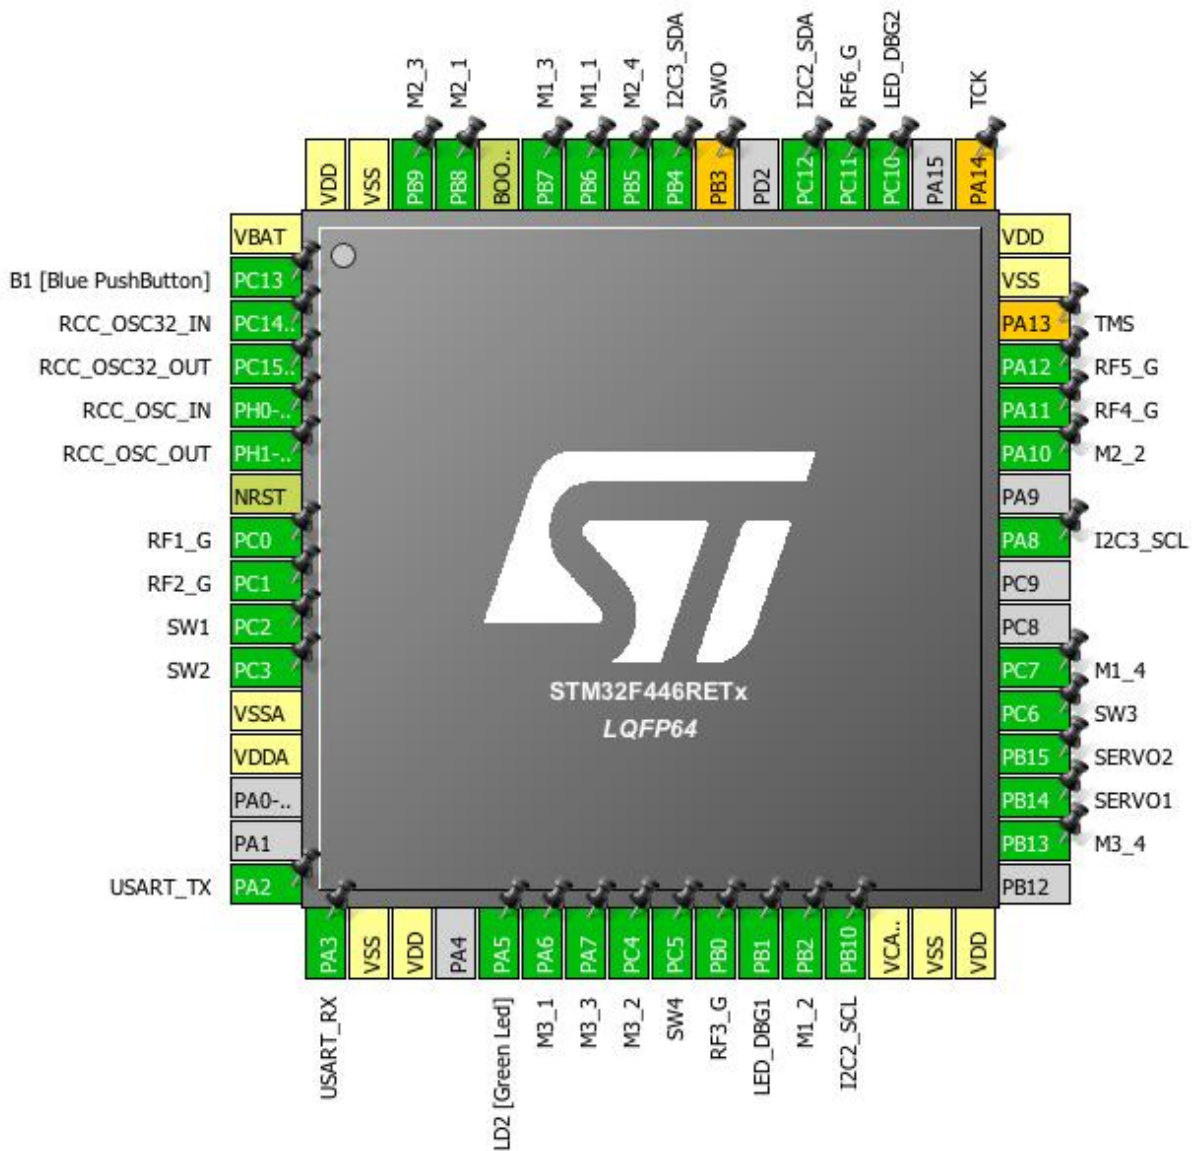 M2_3
M2_1
M1_3
M1_1
M2_4
I2C3_SDA
SWO
I2C2_SDA
RF6_G
LED_DBG2
TCK
VDD
VSS
PB9
PB8
BOO..
PB7
PB6
PB5
PB4
PB3
PD2
PC12
PC11
PC10
PA15
PA14
VBAT
B1 [Blue PushButton] PC13
RCC_OSC32_IN PC14..
RCC_OSC32_OUT PC15..
RCC_OSC_IN PH0-..
RCC_OSC_OUT PH1-..
NRST
RF1_G PC0
RF2_G PC1
SW1 PC2
SW2 PC3
VSSA
VDDA
PA0-..
PA1
USART_TX PA2
ST
STM32F446RETx
LQFP64
VDD
VSS
PA13 TMS
PA12 RF5_G
PA11 RF4_G
PA10 M2_2
PA9
PA8 I2C3_SCL
PC9
PC8
PC7 M1_4
PC6 SW3
PB15 SERVO2
PB14 SERVO1
PB13 M3_4
PB12
PA3
VSS
VDD
PA4
PA5
PA6
PA7
PC4
PC5
PB0
PB1
PB2
PB10
VCA..
VSS
VDD
USART_RX
LD2 [Green Led]
M3_1
M3_3
M3_2
SW4
RF3_G
LED_DBG1
M1_2
I2C2_SCL